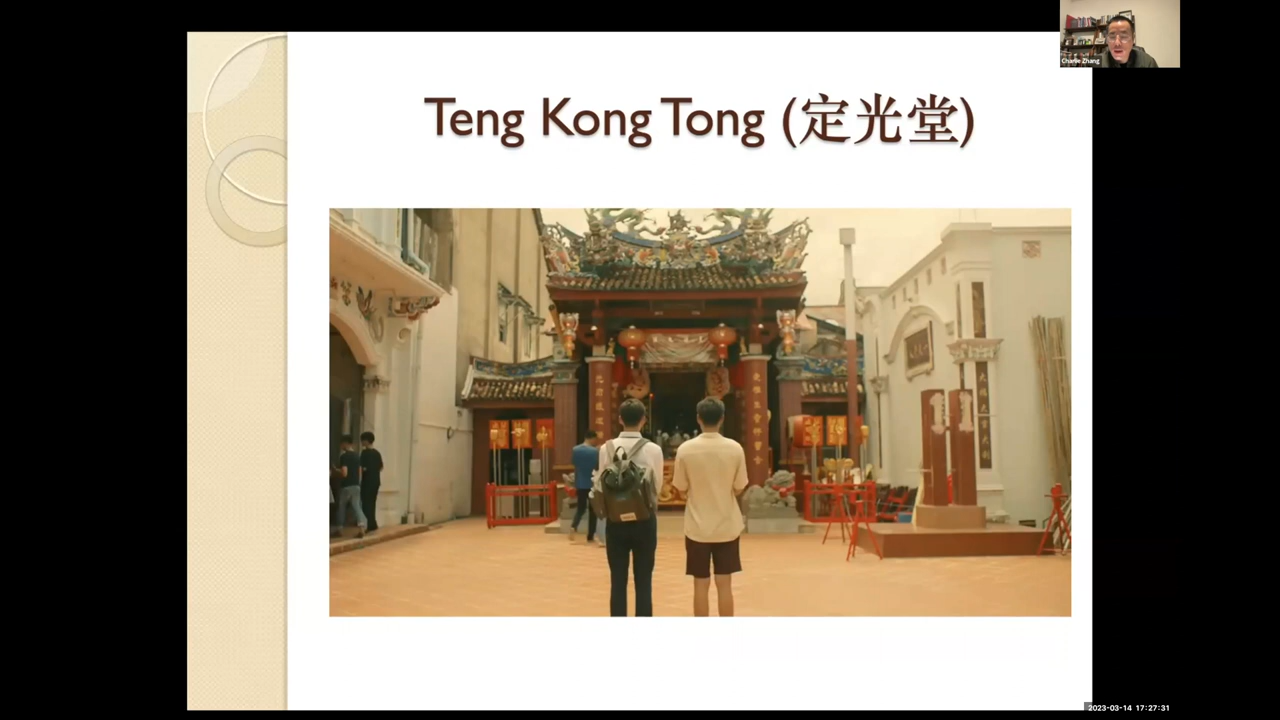 Teng Kong Tong (定光堂)
Charlie Zhang
2023-03-14 17:27:31